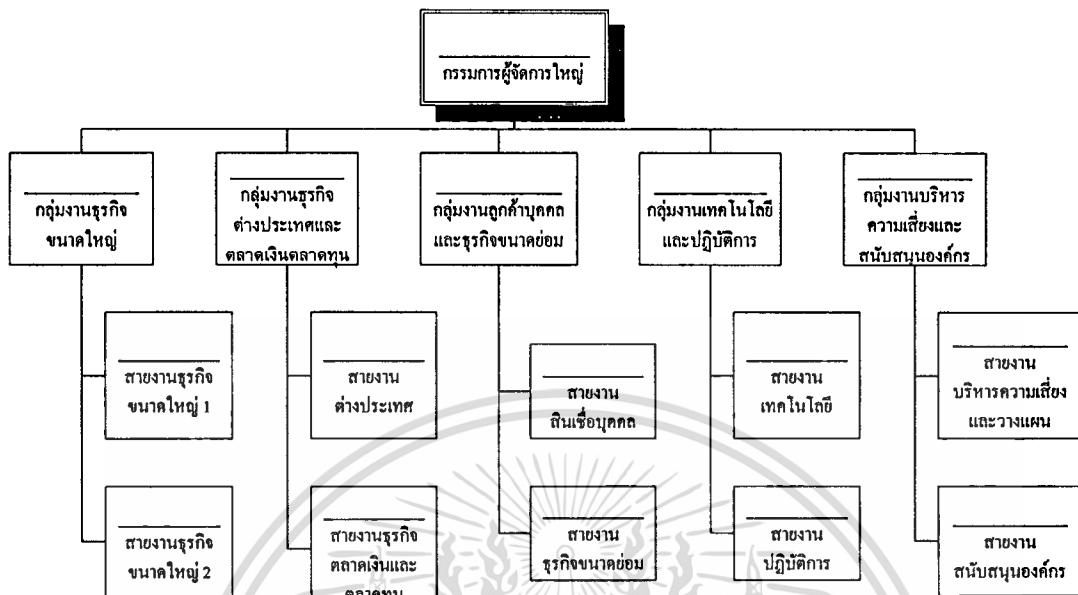 กรรมการผู้จัดการใหญ่
กลุ่มงานธุรกิจ
ขนาดใหญ่
กลุ่มงานธุรกิจ
ต่างประเทศและ
ตลาดเงินตลาดทุน
กลุ่มงานลูกค้าบุคคล
และธุรกิจขนาดย่อม
กลุ่มงานเทคโนโลยี
และปฏิบัติการ
กลุ่มงานบริหาร
ความเสี่ยงและ
สนับสนุนองค์กร
สายงานธุรกิจ
ขนาดใหญ่ 1
สายงาน
ต่างประเทศ
สายงาน
สินเชื่อบุคคล
สายงาน
เทคโนโลยี
สายงาน
บริหารความเสี่ยง
และวางแผน
สายงานธุรกิจ
ขนาดใหญ่ 2
สายงานธุรกิจ
ตลาดเงินและ
ตลาดทุน
สายงาน
ธุรกิจขนาดย่อม
สายงาน
ปฏิบัติการ
สายงาน
สนับสนุนองค์กร